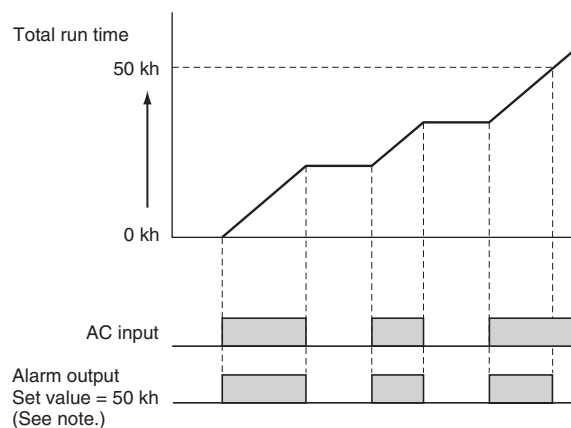 Total run time
50 kh
0 kh
AC input
Alarm output
Set value = 50 kh
(See note.)